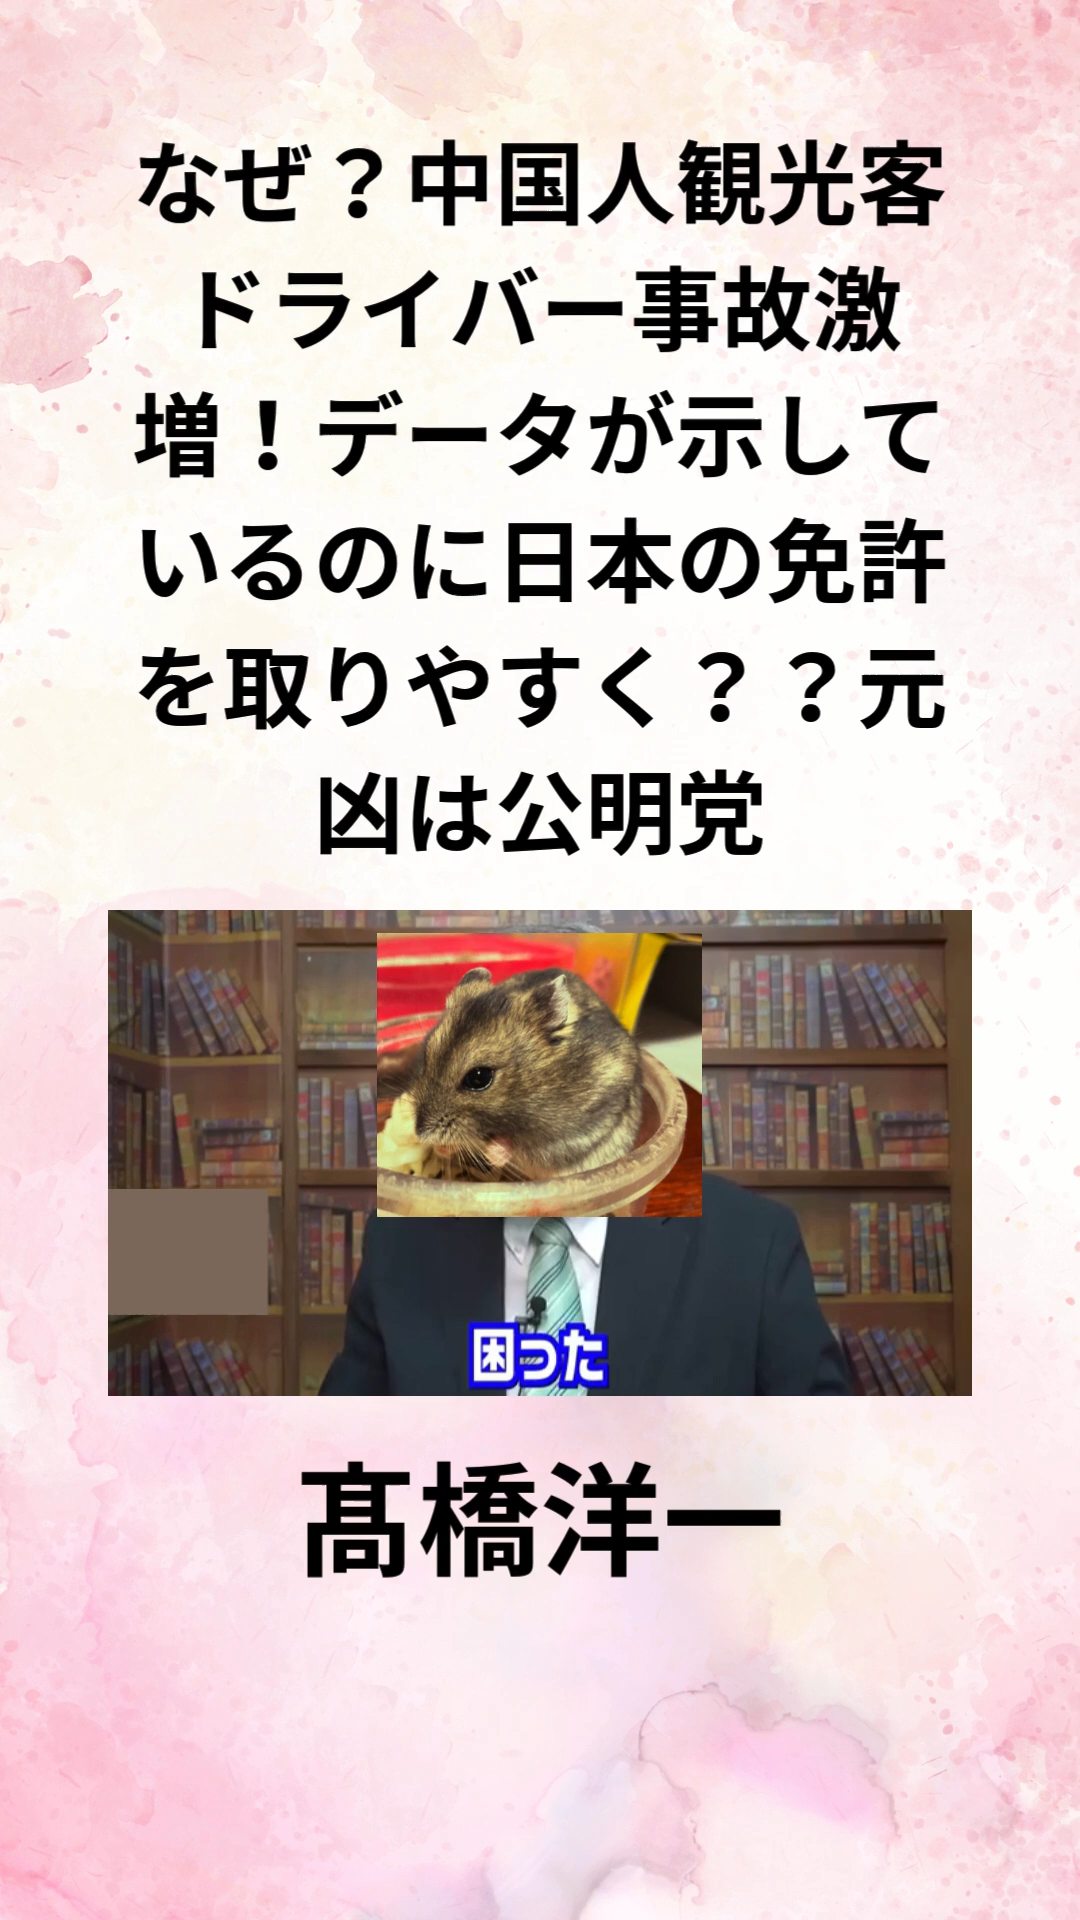 なぜ？中国人観光客
ドライバー事故激
増！データが示して
いるのに日本の免許
を取りやすく？？元
凶は公明党
困った
髙橋洋一